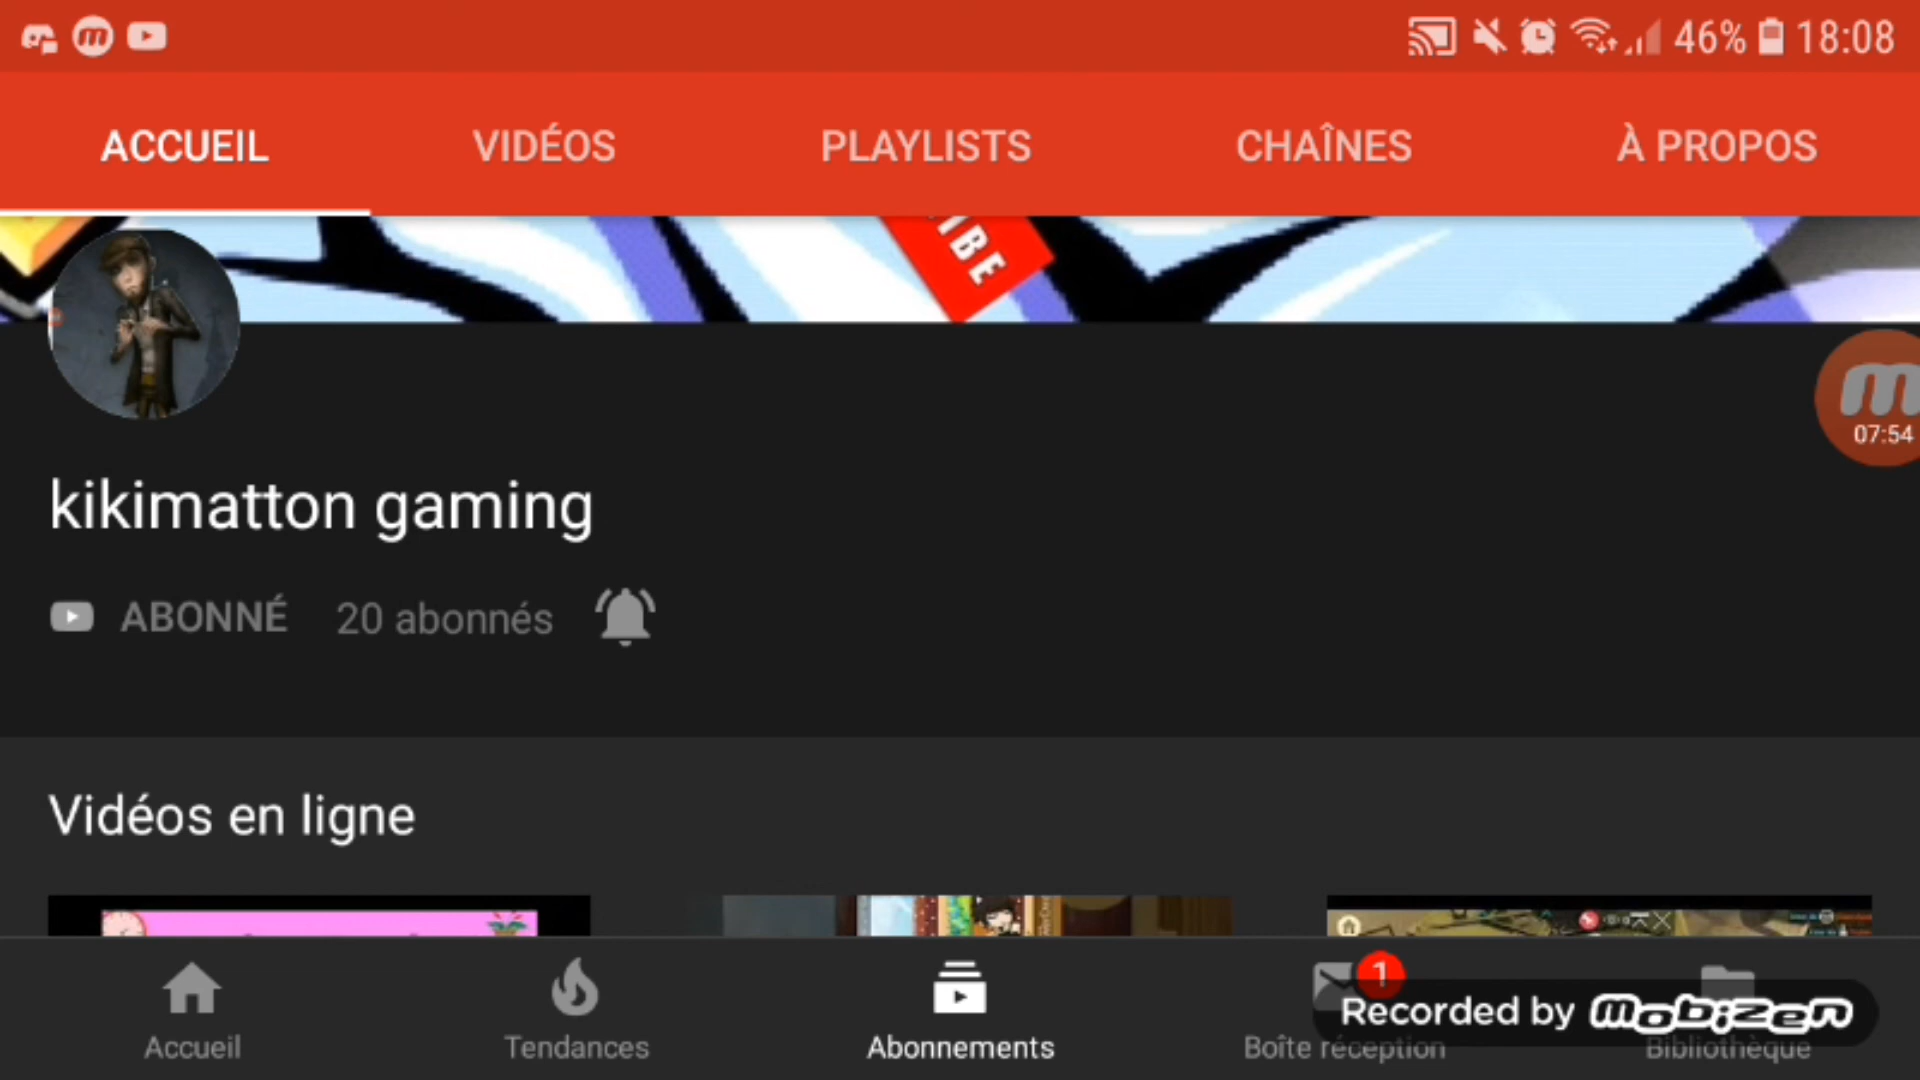 46% 18:08
ACCUEIL VIDÉOS PLAYLISTS CHAÎNES À PROPOS
IBE
m
07:54
kikimatton gaming
ABONNÉ 20 abonnés
Vidéos en ligne
1
Recorded by mobizen
Accueil Tendances Abonnements Boîte réception Bibliothèque